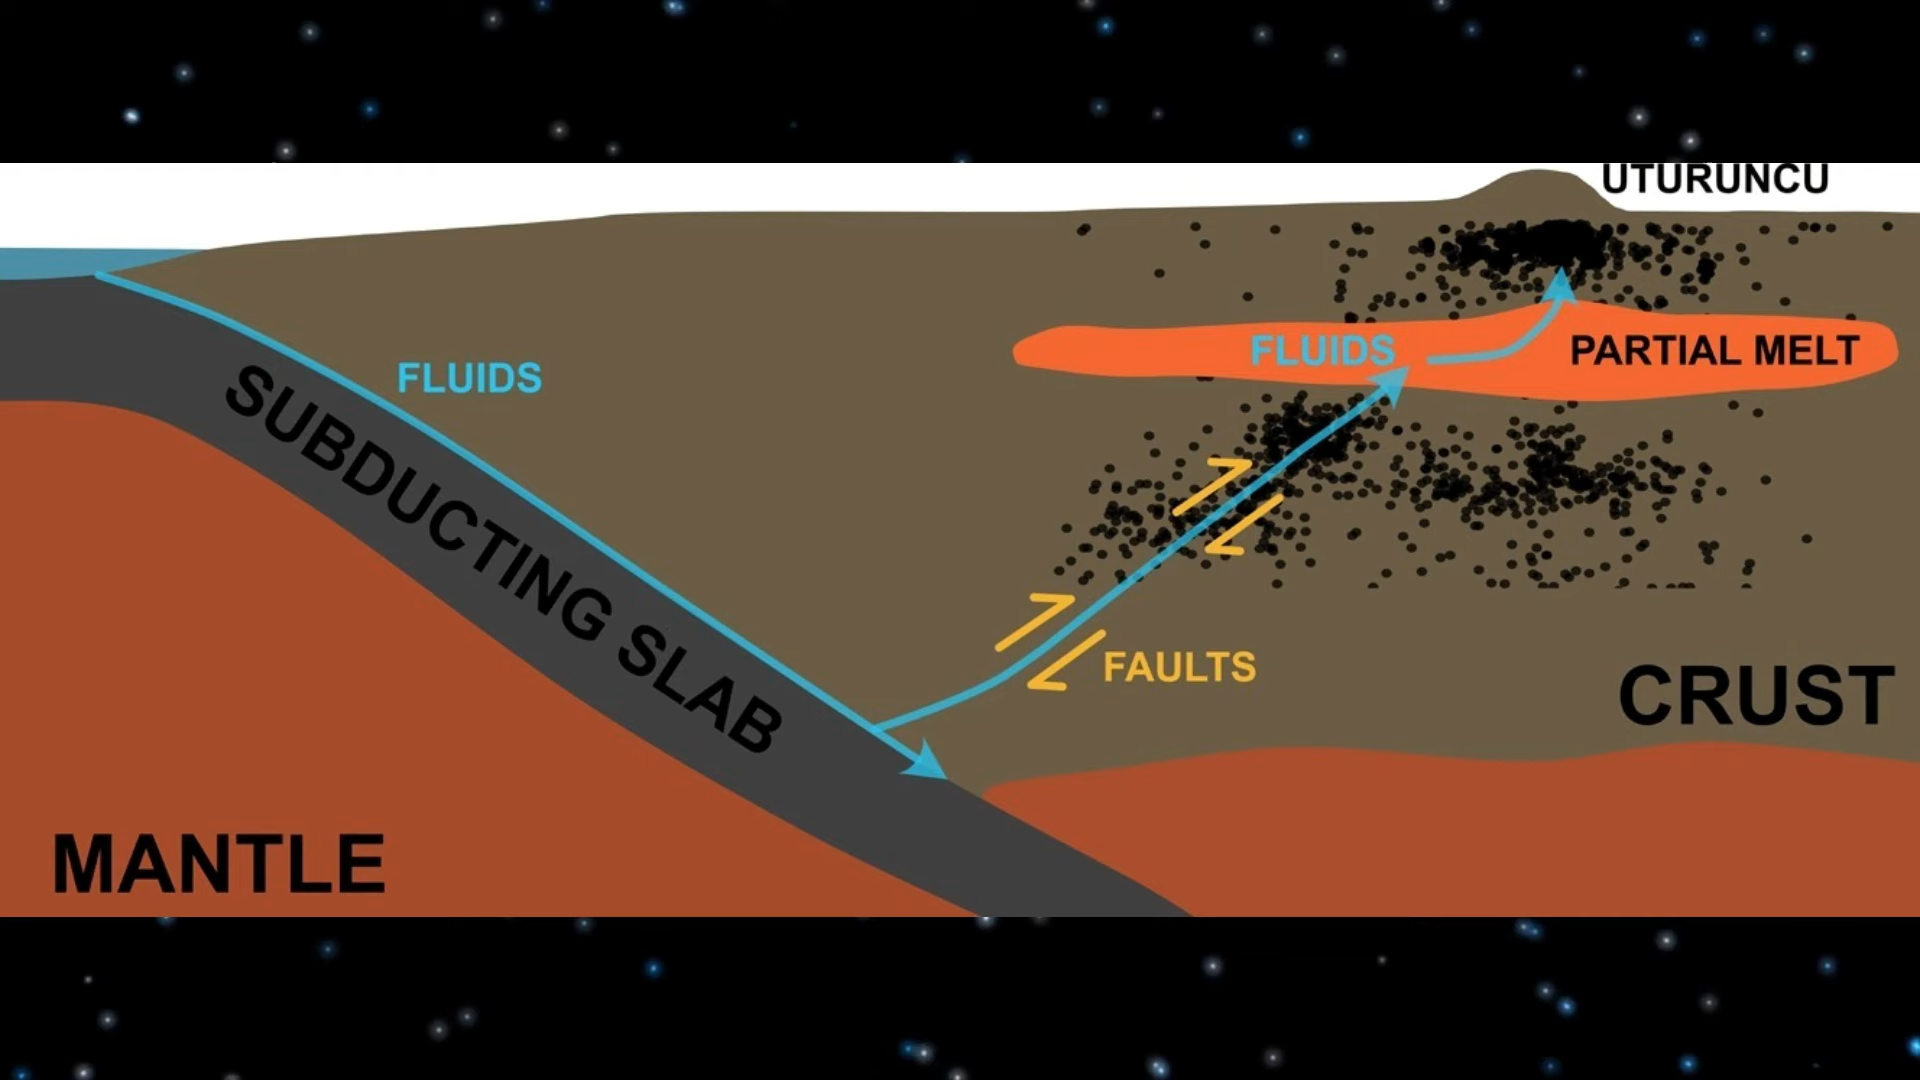 UTURUNCU
FLUIDS
PARTIAL MELT
FLUIDS
SUBDUCTING SLAB
FAULTS
CRUST
MANTLE